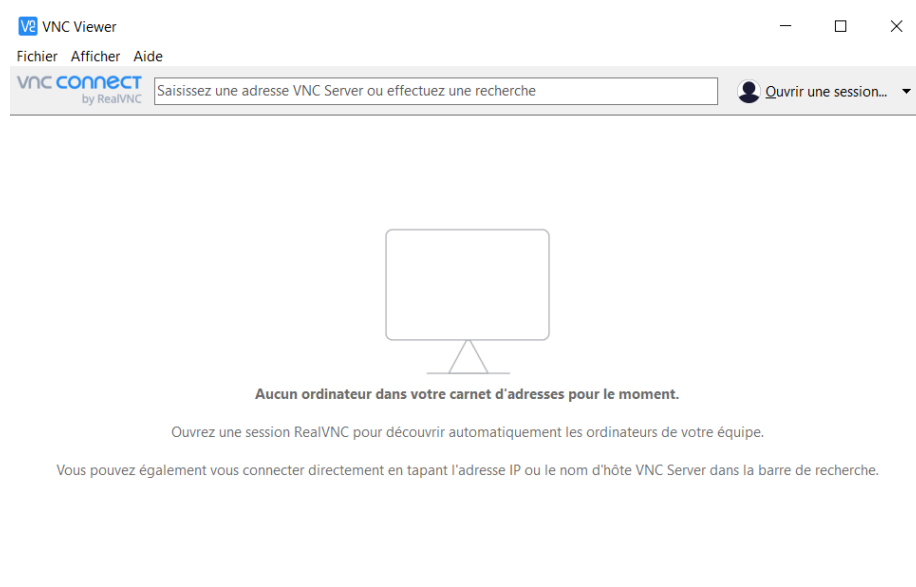 VNC Viewer
Fichier Afficher Aide
vnc connect
by RealVNC
Saisissez une adresse VNC Server ou effectuez une recherche
Ouvrir une session...
Aucun ordinateur dans votre carnet d'adresses pour le moment.
Ouvrez une session RealVNC pour découvrir automatiquement les ordinateurs de votre équipe.
Vous pouvez également vous connecter directement en tapant l'adresse IP ou le nom d'hôte VNC Server dans la barre de recherche.